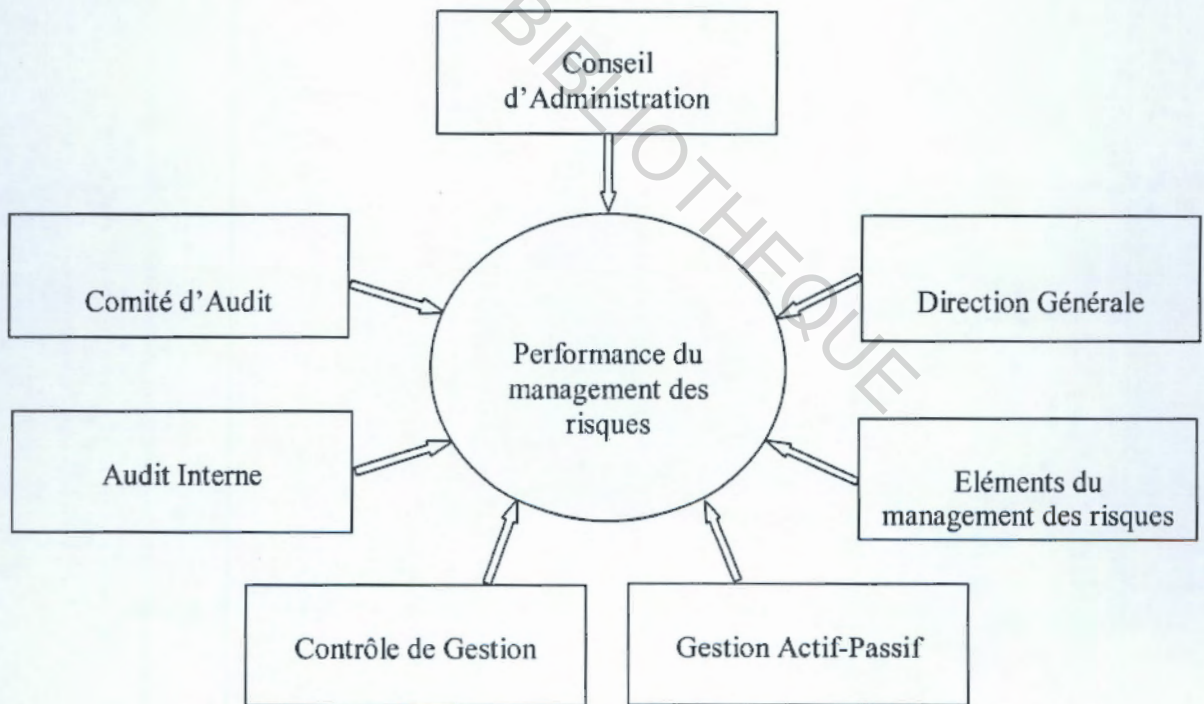 BIBLIOTHEQUE
Conseil
d'Administration
Comité d'Audit
Direction Générale
Performance du
management des
risques
Audit Interne
Eléments du
management des risques
Contrôle de Gestion
Gestion Actif-Passif